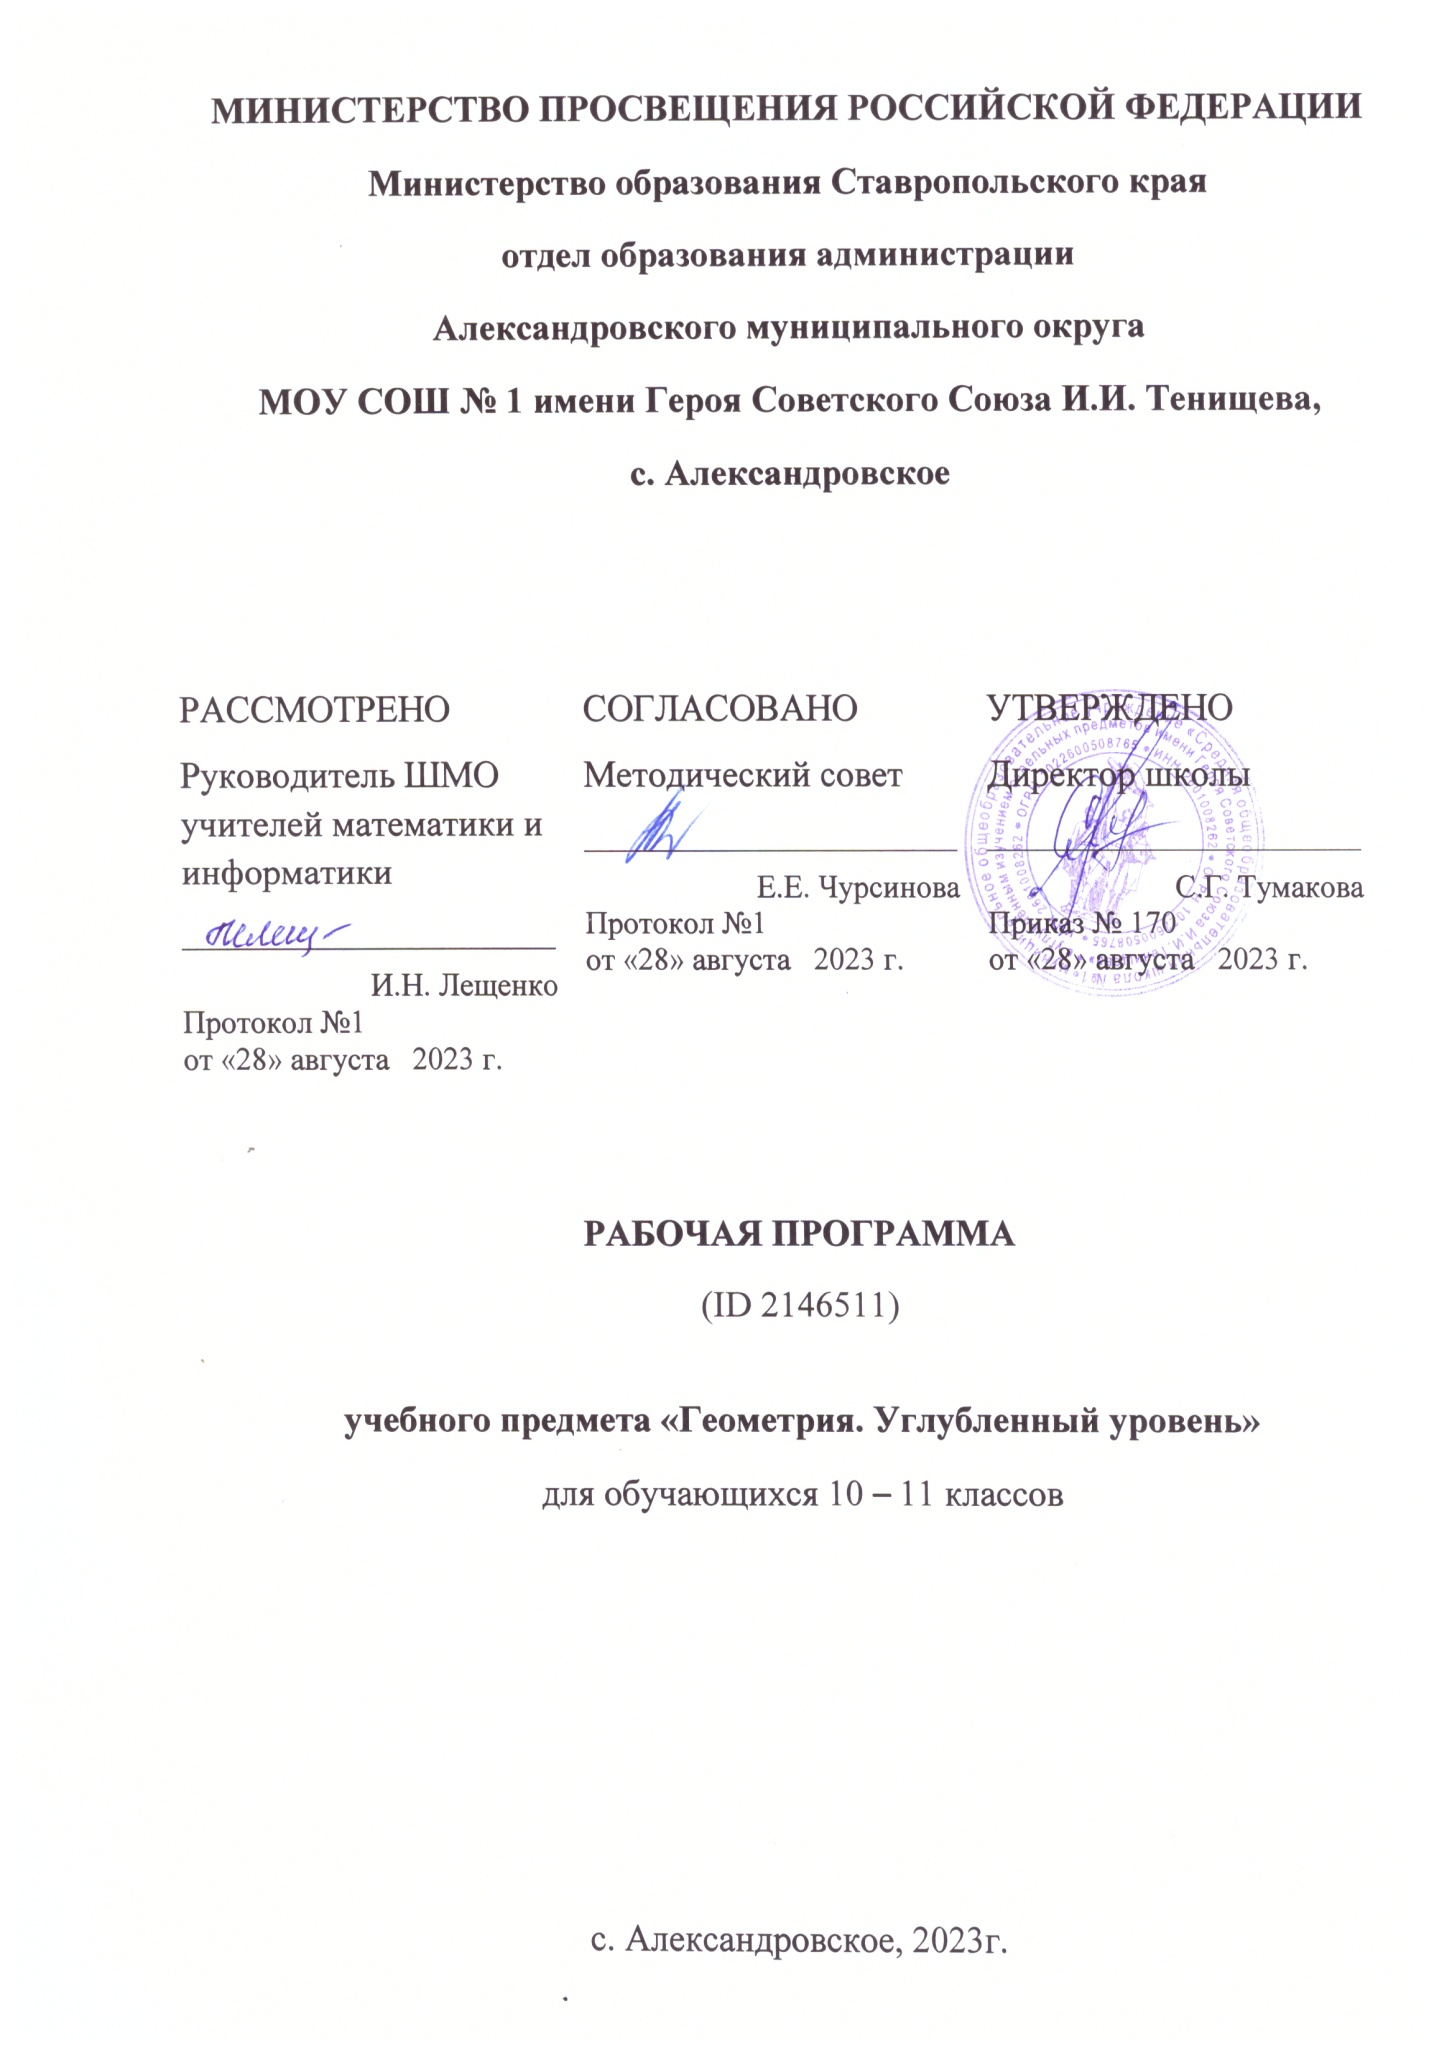 МИНИСТЕРСТВО ПРОСВЕЩЕНИЯ РОССИЙСКОЙ ФЕДЕРАЦИИ
Министерство образования Ставропольского края
отдел образования администрации
Александровского муниципального округа
МОУ СОШ № 1 имени Героя Советского Союза И.И. Тенищева,
с. Александровское
РАССМОТРЕНО
Руководитель ШМО
учителей математики и
информатики
И.Н. Лещенко
Протокол №1
от «28» августа 2023 г.
СОГЛАСОВАНО
Методический совет
Е.Е. Чурсинова
Протокол №1
от «28» августа 2023 г.
УТВЕРЖДЕНО
Директор школы
С.Г. Тумакова
Приказ № 170
от «28» августа 2023 г.
РАБОЧАЯ ПРОГРАММА
(ID 2146511)
учебного предмета «Геометрия. Углубленный уровень»
для обучающихся 10 – 11 классов
с. Александровское, 2023г.